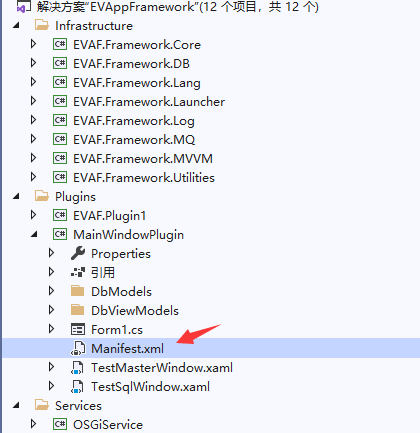 解决方案"EVAppFramework"(12 个项目，共 12 个)
Infrastructure
C# EVAF.Framework.Core
C# EVAF.Framework.DB
C# EVAF.Framework.Lang
C# EVAF.Framework.Launcher
C# EVAF.Framework.Log
C# EVAF.Framework.MQ
C# EVAF.Framework.MVVM
C# EVAF.Framework.Utilities
Plugins
C# EVAF.Plugin1
C# MainWindowPlugin
Properties
引用
DbModels
DbViewModels
Form1.cs
Manifest.xml
TestMasterWindow.xaml
TestSqlWindow.xaml
Services
C# OSGiService